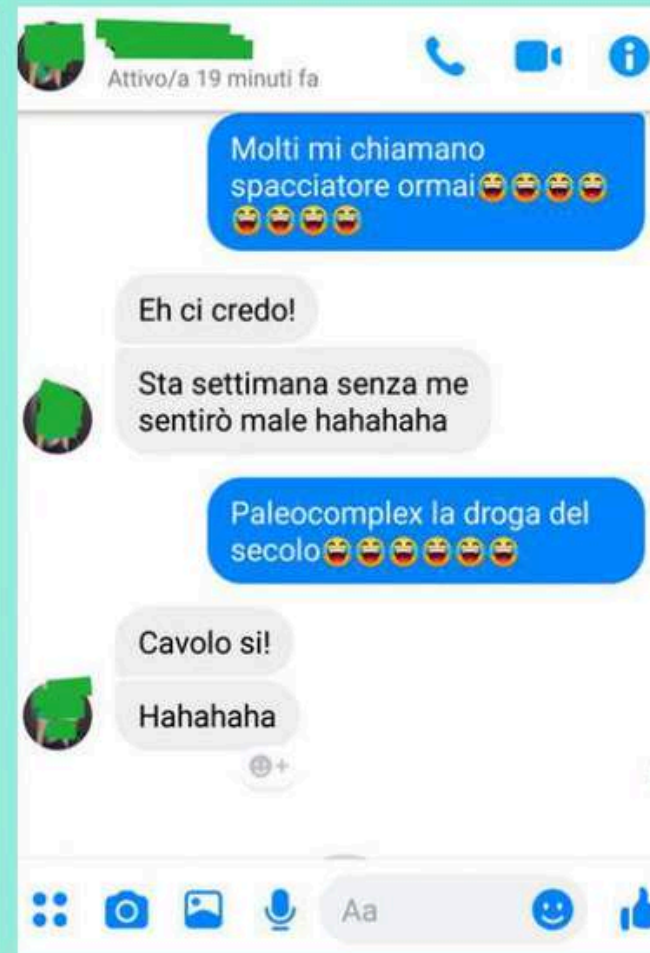 Attivo/a 19 minuti fa
Molti mi chiamano
spacciatore ormai😂😂😂😂
😂😂😂😂
Eh ci credo!
Sta settimana senza me
sentirò male hahahaha
Paleocomplex la droga del
secolo😂😂😂😂😂😂
Cavolo si!
Hahahaha
Aa